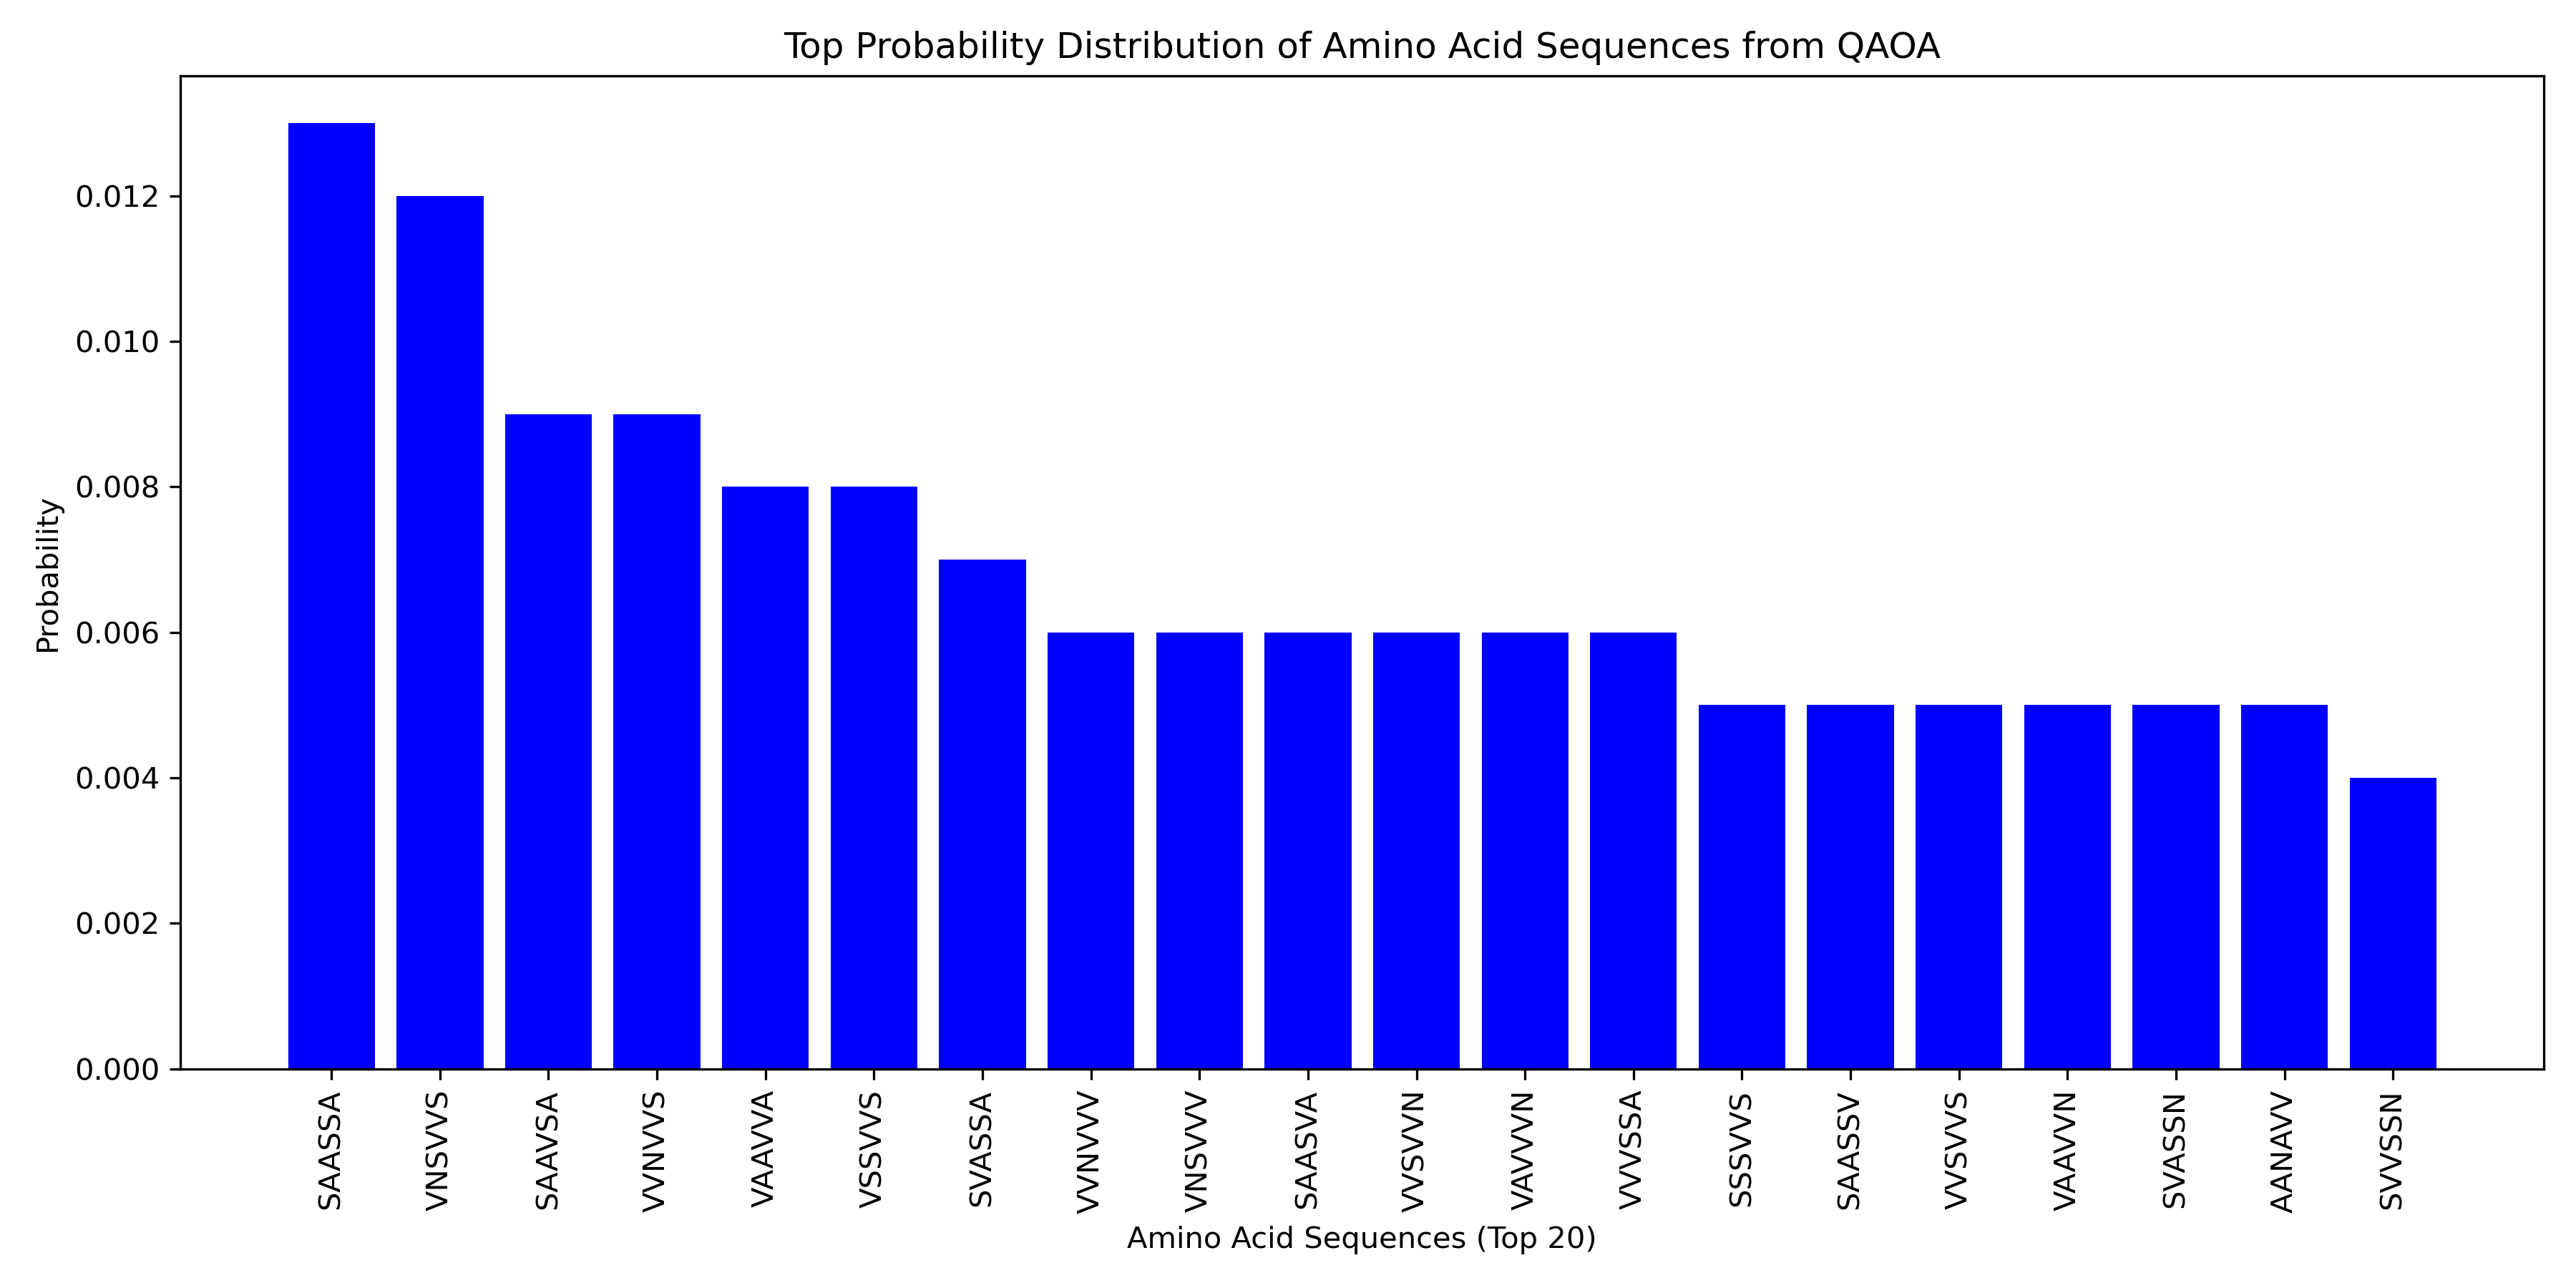 Top Probability Distribution of Amino Acid Sequences from QAOA
Probability
0.012
0.010
0.008
0.006
0.004
0.002
0.000
SAASSA
VNSVVS
SAAVSA
VVNVVS
VAAVVA
VSSVVS
SVASSA
VVNVVV
VNSVVV
SAASVA
VVSVVN
VAVVVN
VVVSSA
SSSVVS
SAASSV
VVSVVS
VAAVVN
SVASSN
AANAVV
SVVSSN
Amino Acid Sequences (Top 20)